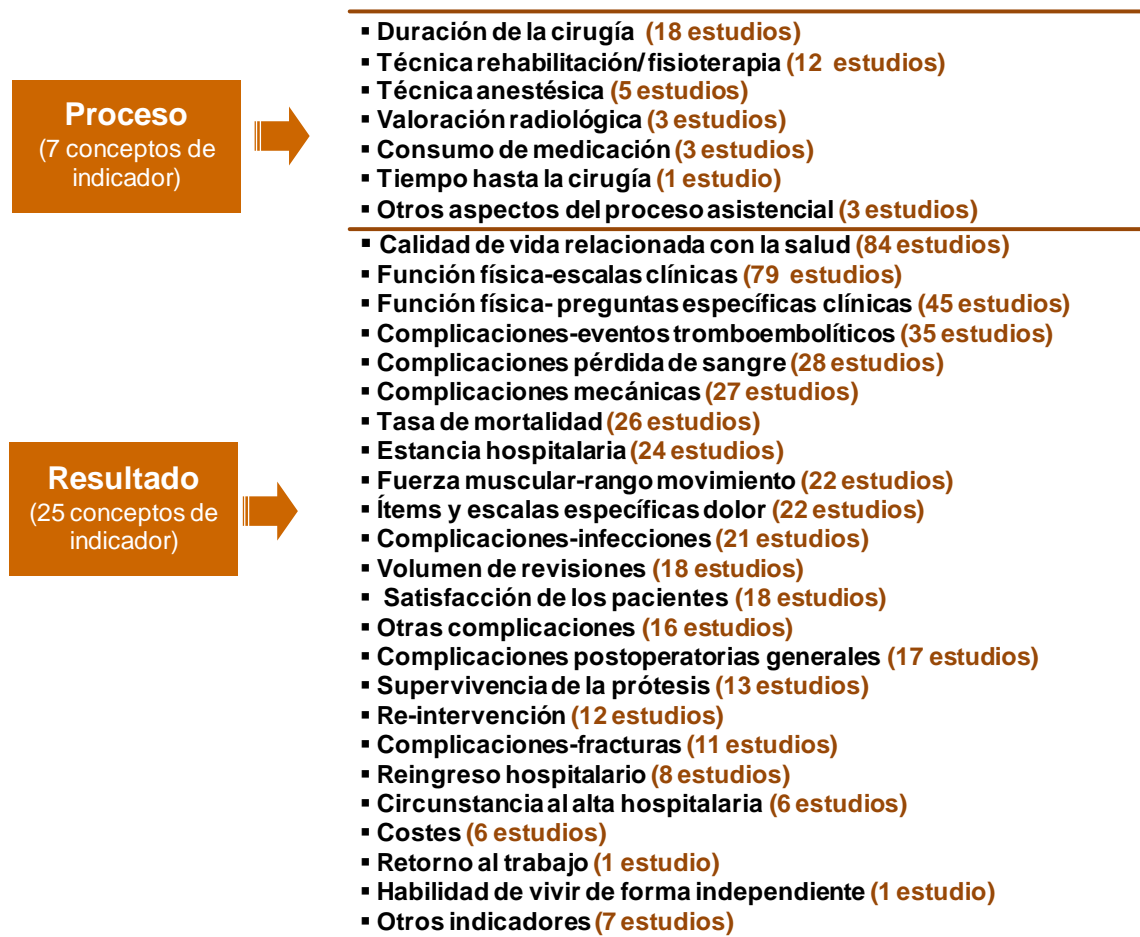 ▪ Duración de la cirugía (18 estudios)
▪ Técnica rehabilitación/fisioterapia (12 estudios)
▪ Técnica anestésica (5 estudios)
▪ Valoración radiológica (3 estudios)
▪ Consumo de medicación (3 estudios)
▪ Tiempo hasta la cirugía (1 estudio)
▪ Otros aspectos del proceso asistencial (3 estudios)
Proceso
(7 conceptos de
indicador)
▪ Calidad de vida relacionada con la salud (84 estudios)
▪ Función física-escalas clínicas (79 estudios)
▪ Función física- preguntas específicas clínicas (45 estudios)
▪ Complicaciones-eventos tromboembolíticos (35 estudios)
▪ Complicaciones pérdida de sangre (28 estudios)
▪ Complicaciones mecánicas (27 estudios)
▪ Tasa de mortalidad (26 estudios)
▪ Estancia hospitalaria (24 estudios)
▪ Fuerza muscular-rango movimiento (22 estudios)
▪ Ítems y escalas específicas dolor (22 estudios)
▪ Complicaciones-infecciones (21 estudios)
▪ Volumen de revisiones (18 estudios)
▪ Satisfacción de los pacientes (18 estudios)
▪ Otras complicaciones (16 estudios)
▪ Complicaciones postoperatorias generales (17 estudios)
▪ Supervivencia de la prótesis (13 estudios)
▪ Re-intervención (12 estudios)
▪ Complicaciones-fracturas (11 estudios)
▪ Reingreso hospitalario (8 estudios)
▪ Circunstancia al alta hospitalaria (6 estudios)
▪ Costes (6 estudios)
▪ Retorno al trabajo (1 estudio)
▪ Habilidad de vivir de forma independiente (1 estudio)
▪ Otros indicadores (7 estudios)
Resultado
(25 conceptos de
indicador)